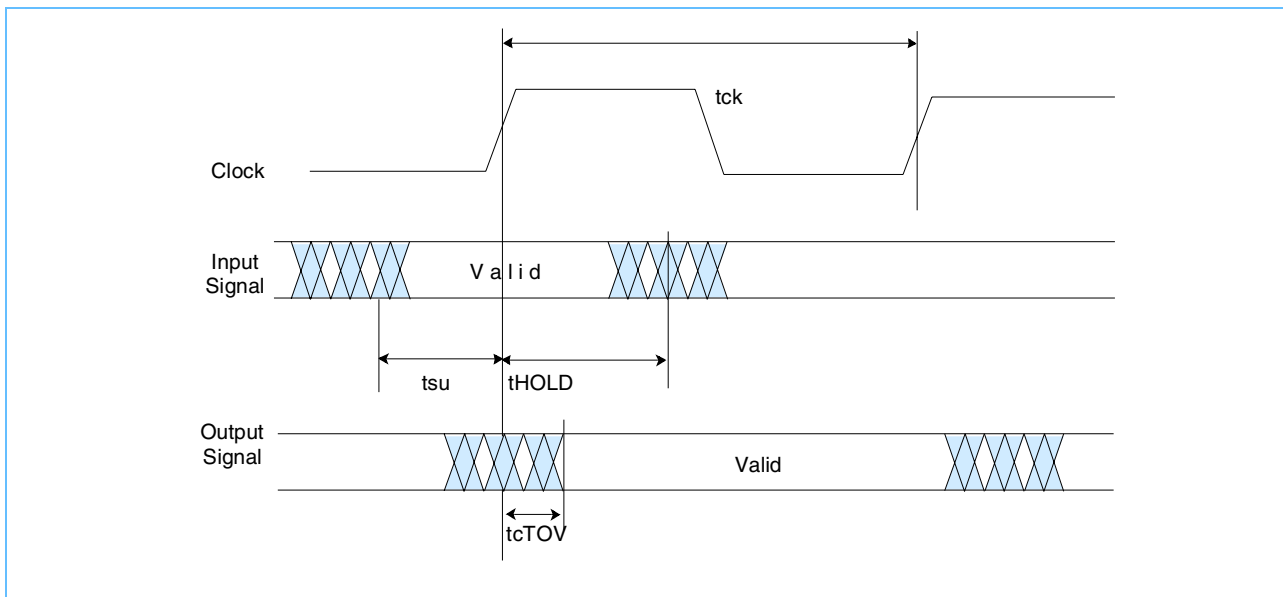 tck
Clock
Input
Signal
V a l i d
tsu
tHOLD
Output
Signal
Valid
tcTOV